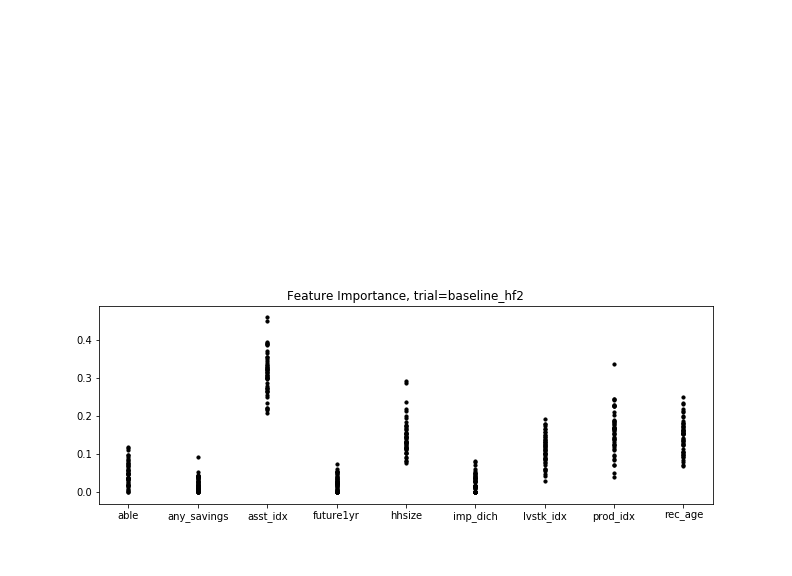 Feature Importance, trial=baseline_hf2
0.4
0.3
0.2
0.1
0.0
able any_savings asst_idx future1yr hhsize imp_dich lvstk_idx prod_idx rec_age